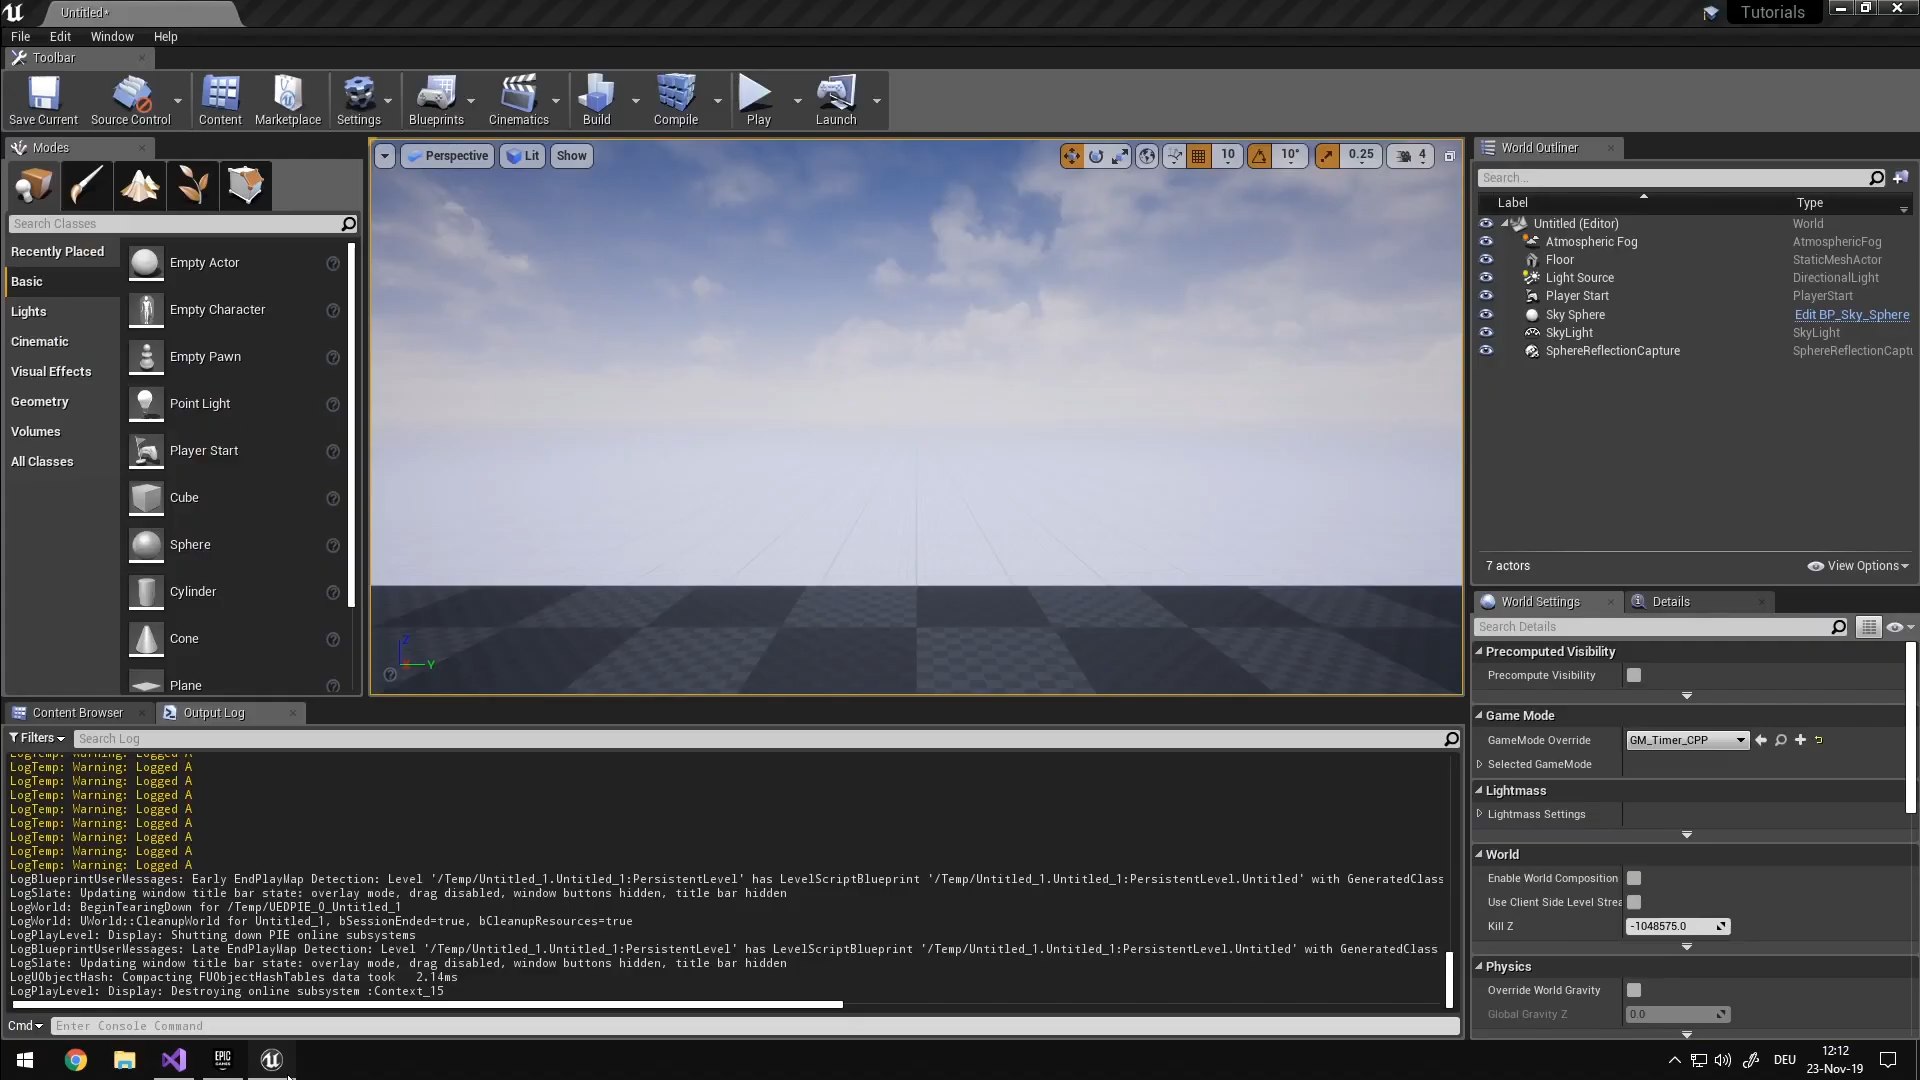 Untitled*
Tutorials
File Edit Window Help
Toolbar
Save Current Source Control Content Marketplace Settings Blueprints Cinematics Build Compile Play Launch
Modes
Search Classes
Recently Placed
Basic
Lights
Cinematic
Visual Effects
Geometry
Volumes
All Classes
Empty Actor
Empty Character
Empty Pawn
Point Light
Player Start
Cube
Sphere
Cylinder
Cone
Plane
Perspective Lit Show
10 10° 0.25 4
Z
Y
World Outliner
Search...
Label Type
Untitled (Editor) World
Atmospheric Fog AtmosphericFog
Floor StaticMeshActor
Light Source DirectionalLight
Player Start PlayerStart
Sky Sphere Edit BP_Sky_Sphere
SkyLight SkyLight
SphereReflectionCapture SphereReflectionCaptu
7 actors View Options
World Settings Details
Search Details
Precomputed Visibility
Precompute Visibility
Game Mode
GameMode Override GM_Timer_CPP
Selected GameMode
Lightmass
Lightmass Settings
World
Enable World Composition
Use Client Side Level Strea
Kill Z -1048575.0
Physics
Override World Gravity
Global Gravity Z 0.0
Content Browser Output Log
Filters Search Log
LogTemp: Warning: Logged A
LogTemp: Warning: Logged A
LogTemp: Warning: Logged A
LogTemp: Warning: Logged A
LogTemp: Warning: Logged A
LogTemp: Warning: Logged A
LogTemp: Warning: Logged A
LogTemp: Warning: Logged A
LogTemp: Warning: Logged A
LogBlueprintUserMessages: Early EndPlayMap Detection: Level '/Temp/Untitled_1.Untitled_1:PersistentLevel' has LevelScriptBlueprint '/Temp/Untitled_1.Untitled_1:PersistentLevel.Untitled' with GeneratedClass
LogSlate: Updating window title bar state: overlay mode, drag disabled, window buttons hidden, title bar hidden
LogWorld: BeginTearingDown for /Temp/UEDPIE_0_Untitled_1
LogWorld: UWorld::CleanupWorld for Untitled_1, bSessionEnded=true, bCleanupResources=true
LogPlayLevel: Display: Shutting down PIE online subsystems
LogBlueprintUserMessages: Late EndPlayMap Detection: Level '/Temp/Untitled_1.Untitled_1:PersistentLevel' has LevelScriptBlueprint '/Temp/Untitled_1.Untitled_1:PersistentLevel.Untitled' with GeneratedClass
LogSlate: Updating window title bar state: overlay mode, drag disabled, window buttons hidden, title bar hidden
LogUObjectHash: Compacting FUObjectHashTables data took   2.14ms
LogPlayLevel: Display: Destroying online subsystem :Context_15
Cmd Enter Console Command
EPIC
GAMES
DEU
12:12
23-Nov-19